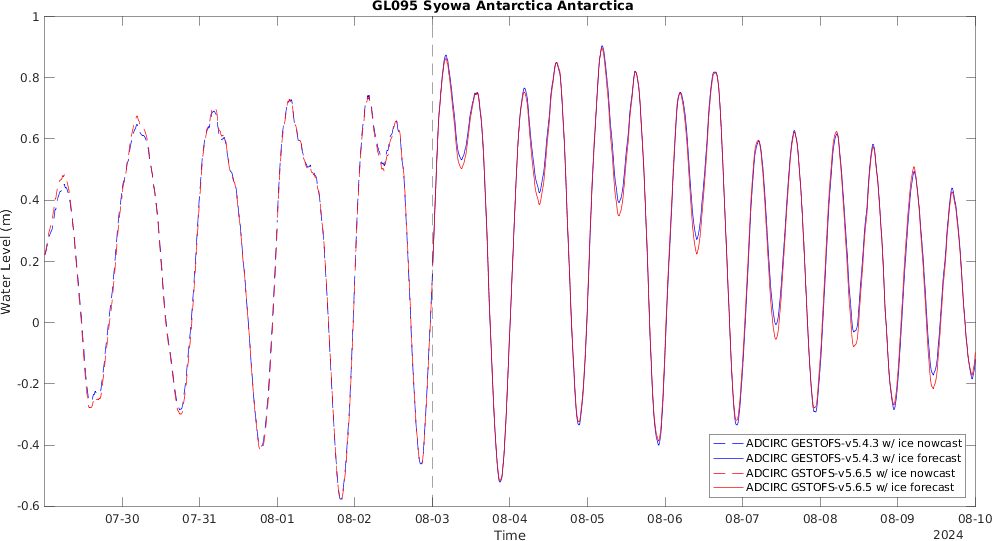 GL095 Syowa Antarctica Antarctica
1
0.8
0.6
0.4
0.2
0
-0.2
-0.4
-0.6
Water Level (m)
ADCIRC GESTOFS-v5.4.3 w/ ice nowcast
ADCIRC GESTOFS-v5.4.3 w/ ice forecast
ADCIRC GSTOFS-v5.6.5 w/ ice nowcast
ADCIRC GSTOFS-v5.6.5 w/ ice forecast
07-30 07-31 08-01 08-02 08-03 08-04 08-05 08-06 08-07 08-08 08-09 08-10
Time
2024